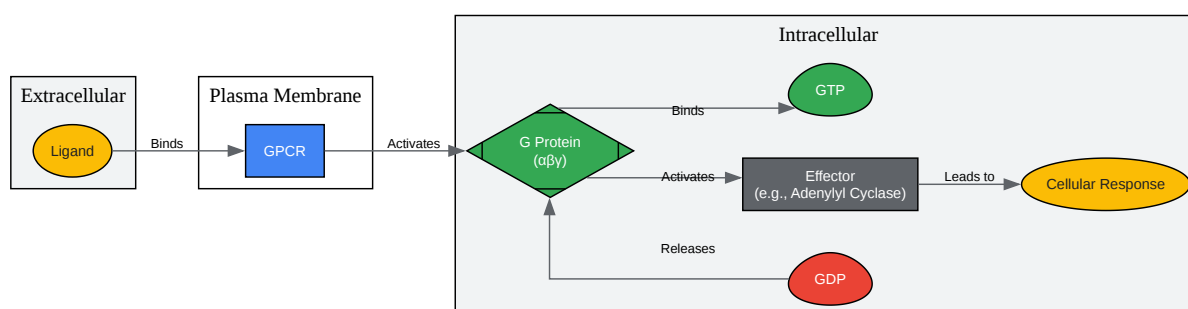 Extracellular
Ligand
Binds
Plasma Membrane
GPCR
Activates
Intracellular
G Protein
(αβγ)
Binds
GTP
Activates
Effector
(e.g., Adenylyl Cyclase)
Leads to
Cellular Response
Releases
GDP